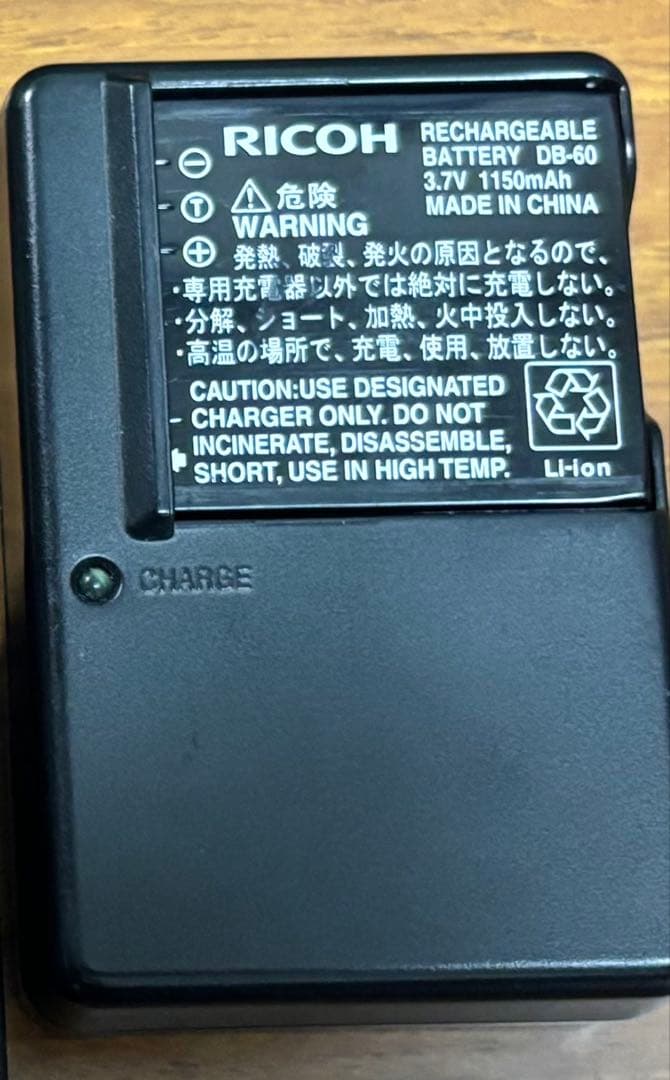 RICOH
RECHARGEABLE
BATTERY DB-60
3.7V 1150mAh
MADE IN CHINA
⊖
Ⓣ
⊕
⚠危険
WARNING
発熱、破裂、発火の原因となるので、
・専用充電器以外では絶対に充電しない。
・分解、ショート、加熱、火中投入しない。
・高温の場所で、充電、使用、放置しない。
CAUTION:USE DESIGNATED
CHARGER ONLY. DO NOT
INCINERATE, DISASSEMBLE,
SHORT, USE IN HIGH TEMP.
Li-ion
CHARGE